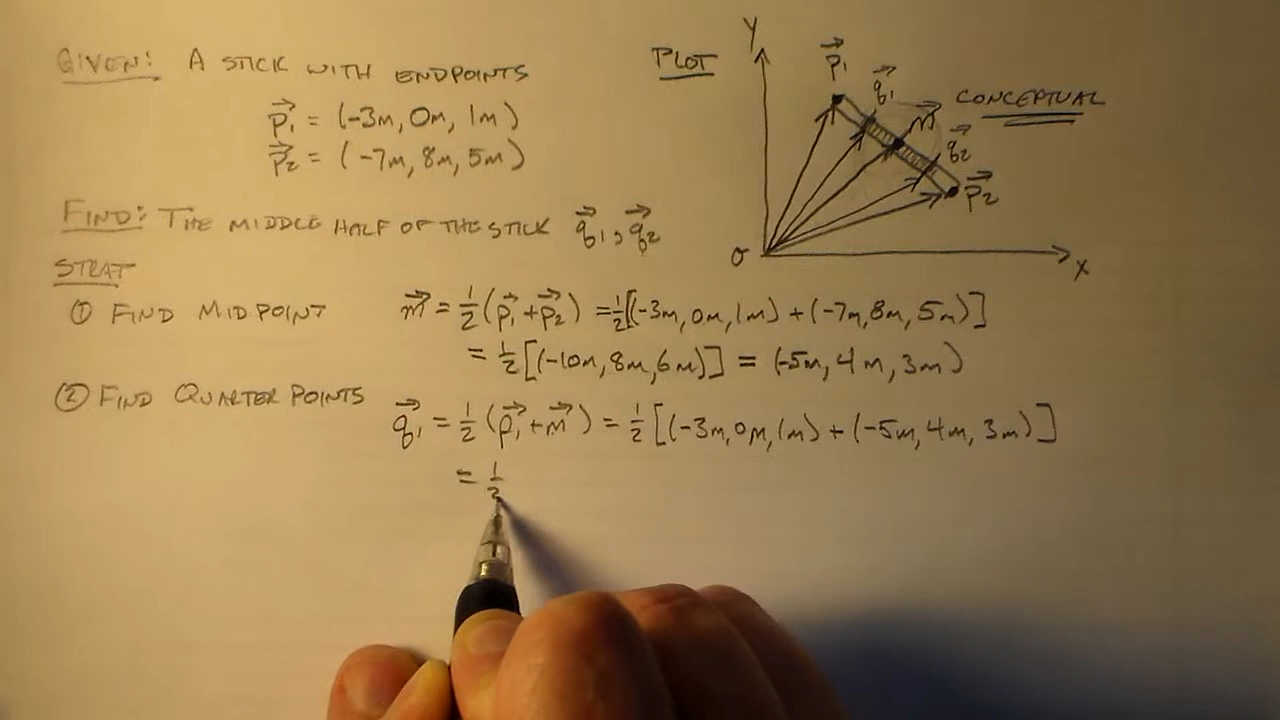 GIVEN: A STICK WITH ENDPOINTS
p⃗1 = (-3m, 0m, 1m)
p⃗2 = (-7m, 8m, 5m)
FIND: THE MIDDLE HALF OF THE STICK q⃗1, q⃗2
PLOT
Y
p⃗1
q⃗1
m⃗
CONCEPTUAL
q⃗2
p⃗2
O
X
STRAT
① FIND MIDPOINT m⃗ = 1/2 (p⃗1 + p⃗2) = 1/2 [(-3m, 0m, 1m) + (-7m, 8m, 5m)]
= 1/2 [(-10m, 8m, 6m)] = (-5m, 4m, 3m)
② FIND QUARTER POINTS
q⃗1 = 1/2 (p⃗1 + m⃗) = 1/2 [(-3m, 0m, 1m) + (-5m, 4m, 3m)]
= 1/2